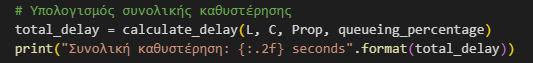 # Υπολογισμός συνολικής καθυστέρησης
total_delay = calculate_delay(L, C, Prop, queueing_percentage)
print("Συνολική καθυστέρηση: {:.2f} seconds".format(total_delay))